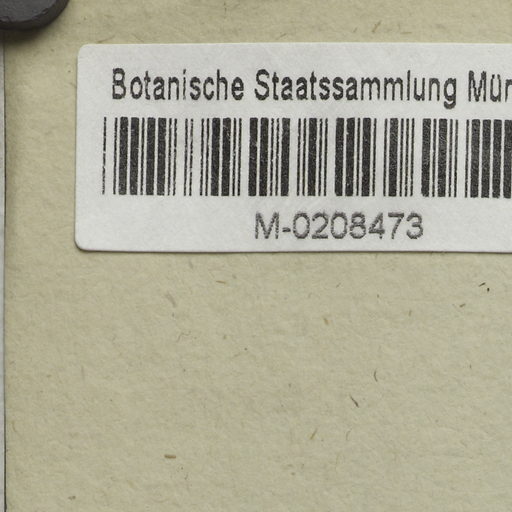 Botanische Staatssammlung Mün
M-0208473